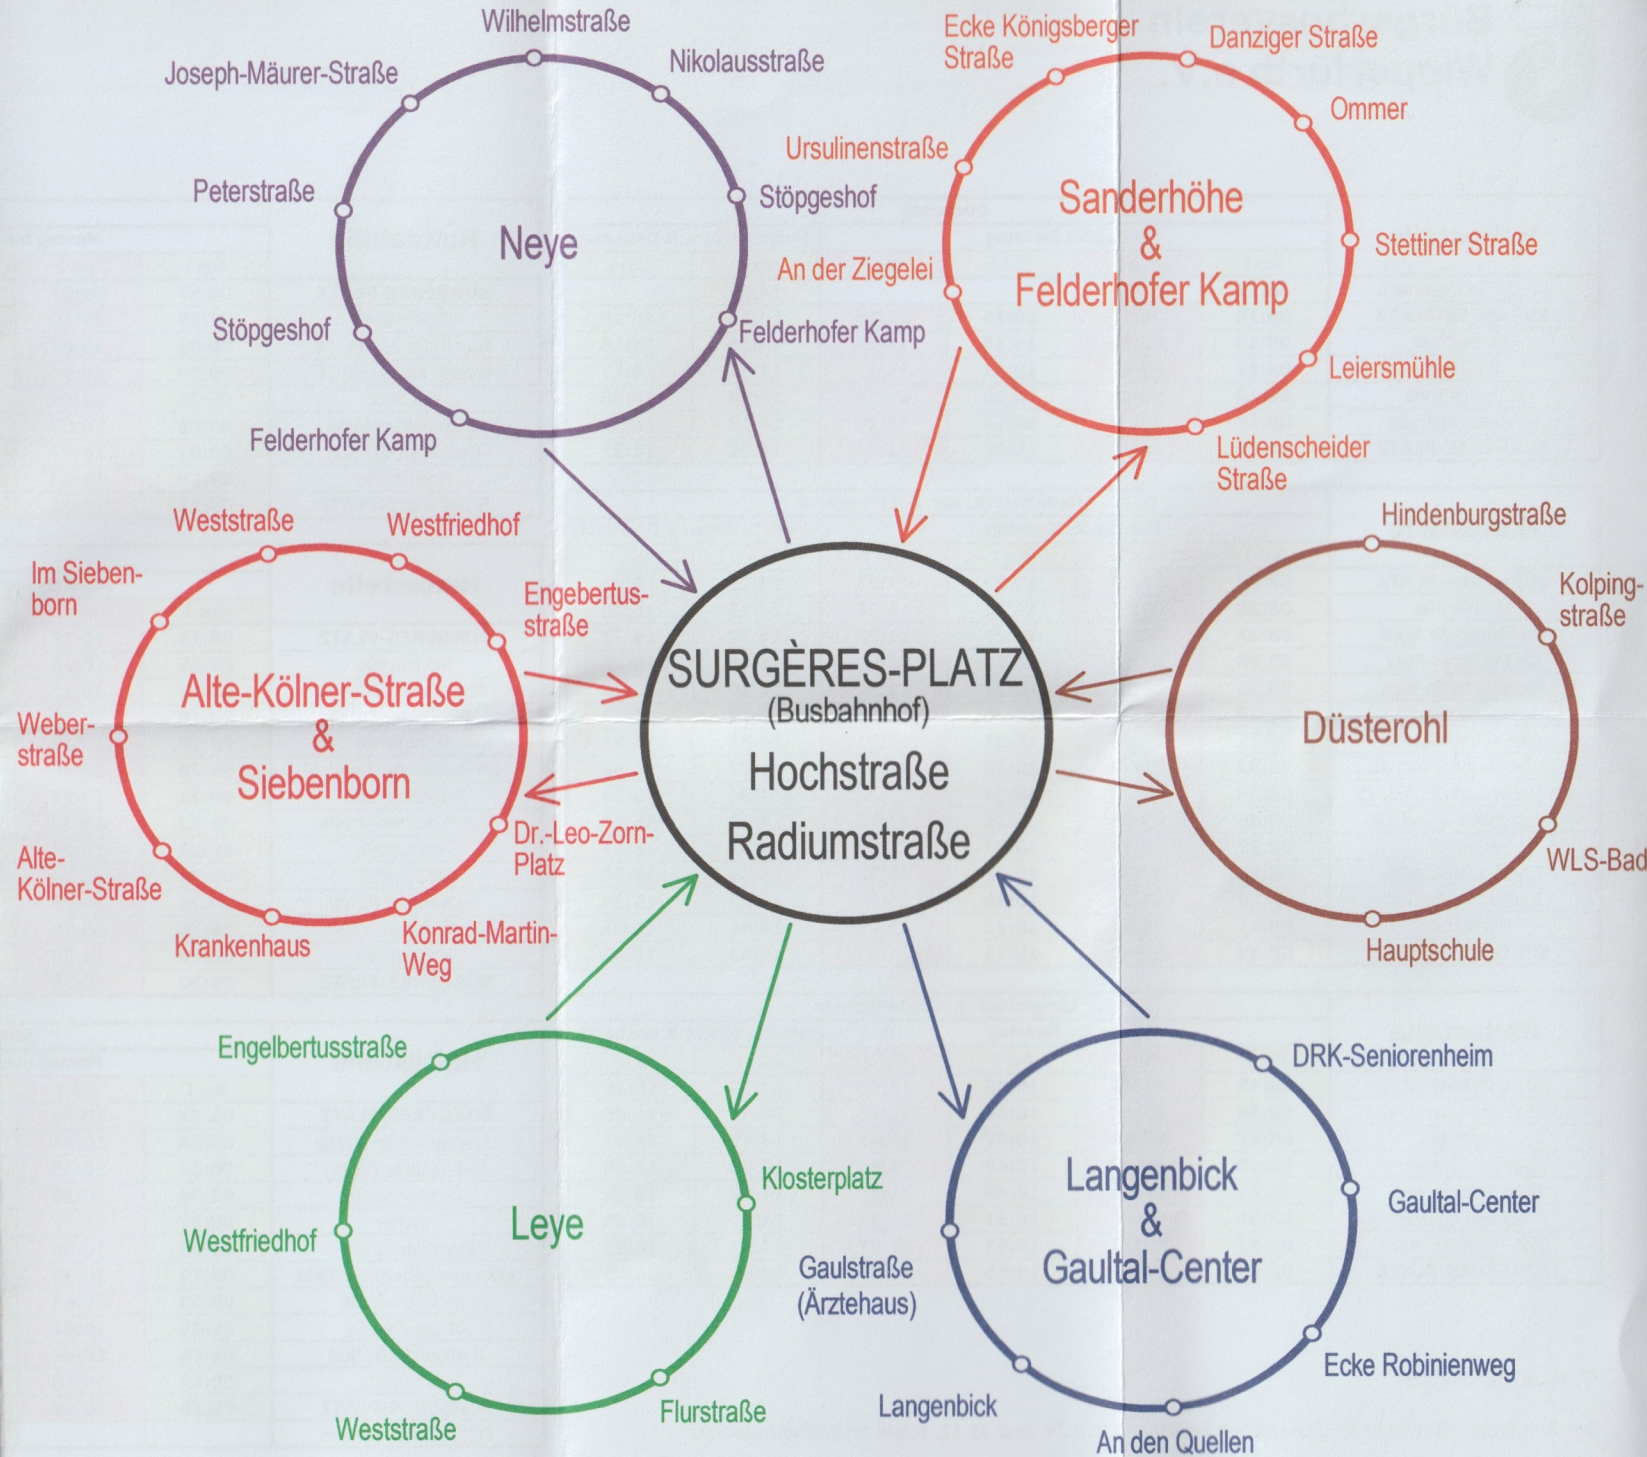 Wilhelmstraße
Joseph-Mäurer-Straße
Nikolausstraße
Peterstraße
Stöpgeshof
Neye
Stöpgeshof
Felderhofer Kamp
Felderhofer Kamp
Ecke Königsberger
Straße
Danziger Straße
Ommer
Ursulinenstraße
Sanderhöhe
&
Felderhofer Kamp
An der Ziegelei
Stettiner Straße
Leiersmühle
Lüdenscheider
Straße
Weststraße
Westfriedhof
Im Sieben-
born
Engebertus-
straße
Alte-Kölner-Straße
&
Siebenborn
Weber-
straße
Dr.-Leo-Zorn-
Platz
Alte-
Kölner-Straße
Krankenhaus
Konrad-Martin-
Weg
SURGÈRES-PLATZ
(Busbahnhof)
Hochstraße
Radiumstraße
Hindenburgstraße
Kolping-
straße
Düsterohl
WLS-Bad
Hauptschule
Engelbertusstraße
Klosterplatz
Leye
Westfriedhof
Weststraße
Flurstraße
DRK-Seniorenheim
Langenbick
&
Gaultal-Center
Gaultal-Center
Gaulstraße
(Ärztehaus)
Ecke Robinienweg
Langenbick
An den Quellen